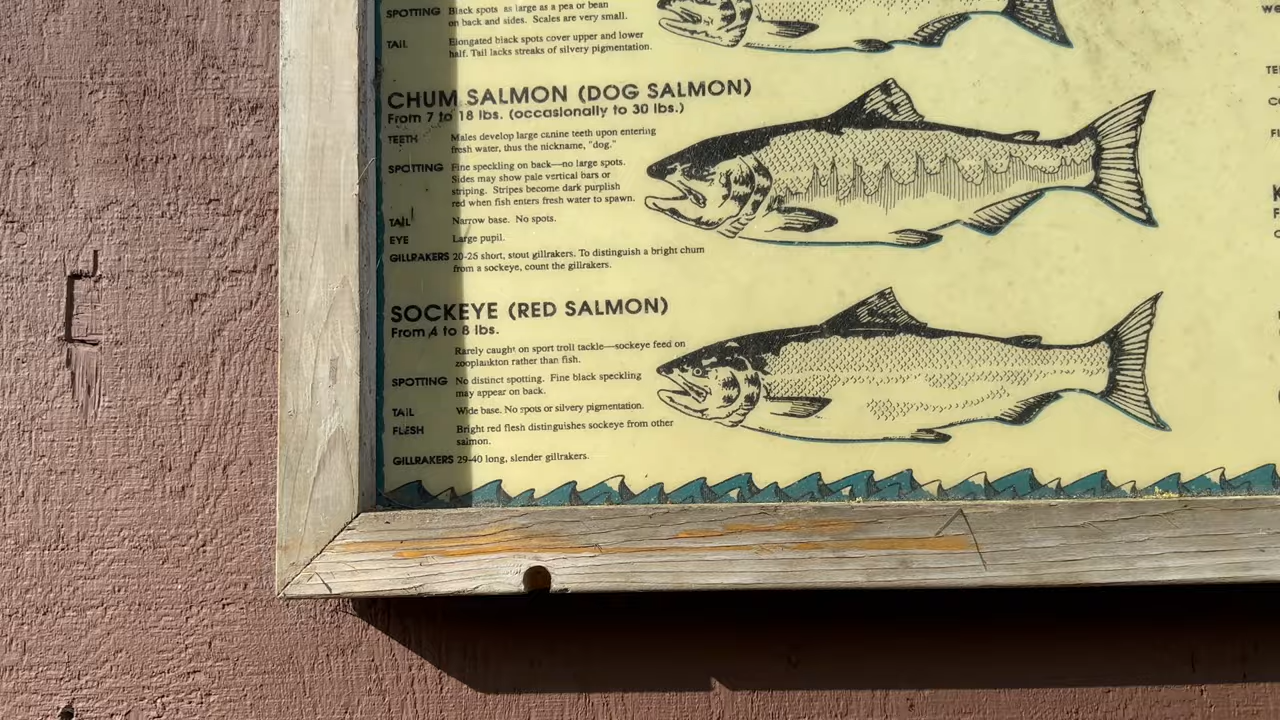 SPOTTING Black spots as large as a pea or bean
on back and sides. Scales are very small.
TAIL Elongated black spots cover upper and lower
half. Tail lacks streaks of silvery pigmentation.
CHUM SALMON (DOG SALMON)
From 7 to 18 lbs. (occasionally to 30 lbs.)
TEETH Males develop large canine teeth upon entering
fresh water, thus the nickname, "dog."
SPOTTING Fine speckling on back—no large spots.
Sides may show pale vertical bars or
striping. Stripes become dark purplish
red when fish enters fresh water to spawn.
TAIL Narrow base. No spots.
EYE Large pupil.
GILLRAKERS 20-25 short, stout gillrakers. To distinguish a bright chum
from a sockeye, count the gillrakers.
SOCKEYE (RED SALMON)
From 4 to 8 lbs.
Rarely caught on sport troll tackle—sockeye feed on
zooplankton rather than fish.
SPOTTING No distinct spotting. Fine black speckling
may appear on back.
TAIL Wide base. No spots or silvery pigmentation.
FLESH Bright red flesh distinguishes sockeye from other
salmon.
GILLRAKERS 29-40 long, slender gillrakers.